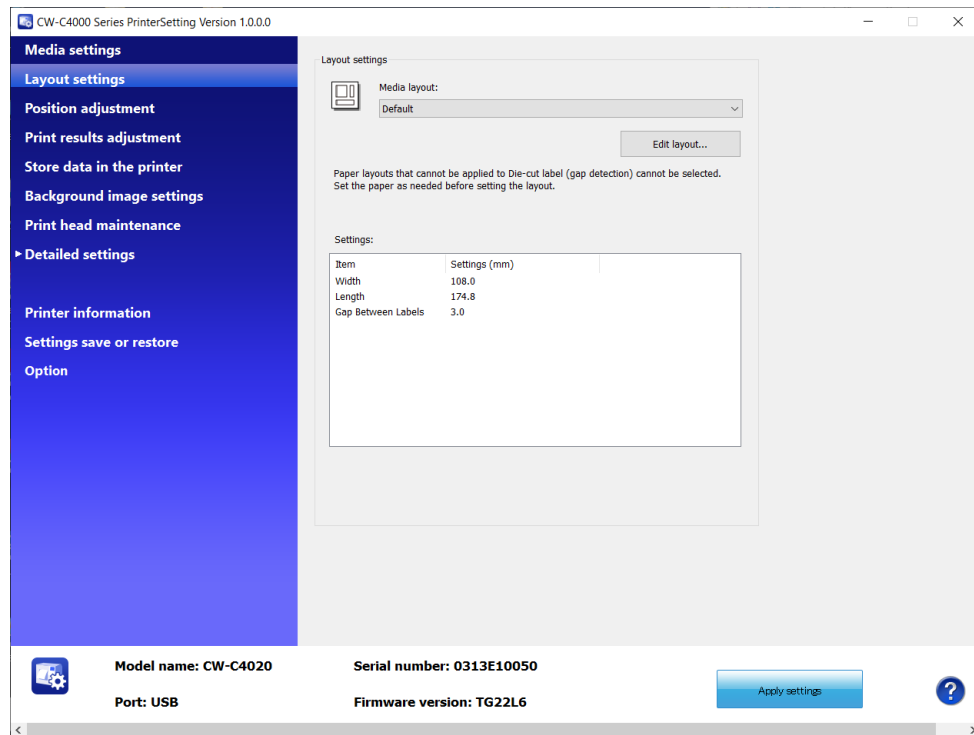 CW-C4000 Series PrinterSetting Version 1.0.0.0
Media settings
Layout settings
Position adjustment
Print results adjustment
Store data in the printer
Background image settings
Print head maintenance
Detailed settings
Printer information
Settings save or restore
Option
Layout settings
Media layout:
Default
Edit layout...
Paper layouts that cannot be applied to Die-cut label (gap detection) cannot be selected.
Set the paper as needed before setting the layout.
Settings:
Item Settings (mm)
Width 108.0
Length 174.8
Gap Between Labels 3.0
Model name: CW-C4020 Serial number: 0313E10050
Port: USB Firmware version: TG22L6
Apply settings
?